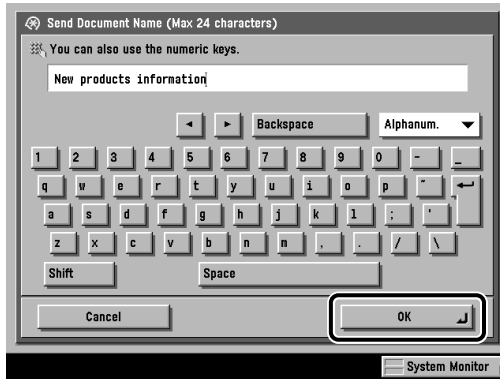 Send Document Name (Max 24 characters)
You can also use the numeric keys.
New products information
◄ ► Backspace Alphanum. ▼
1 2 3 4 5 6 7 8 9 0 - _
q w e r t y u i o p ~
a s d f g h j k l ; '
z x c v b n m , . / \
Shift Space
Cancel OK
System Monitor